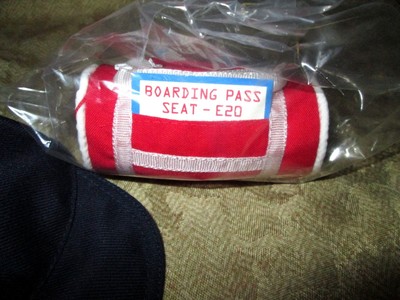 BOARDING PASS
SEAT - E20